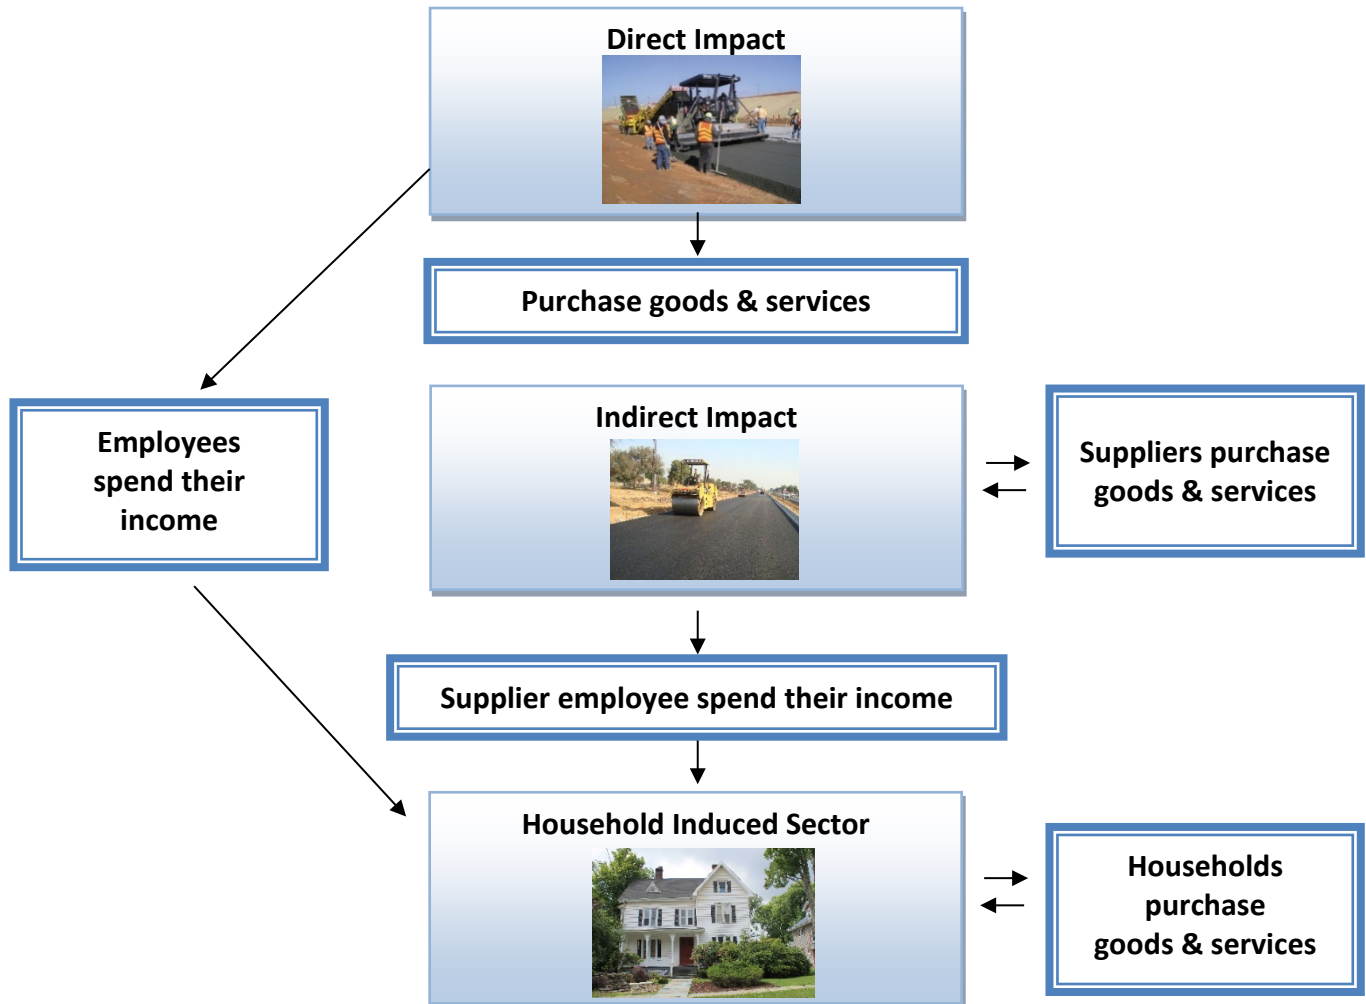 Direct Impact
Purchase goods & services
Employees
spend their
income
Indirect Impact
Suppliers purchase
goods & services
Supplier employee spend their income
Household Induced Sector
Households
purchase
goods & services